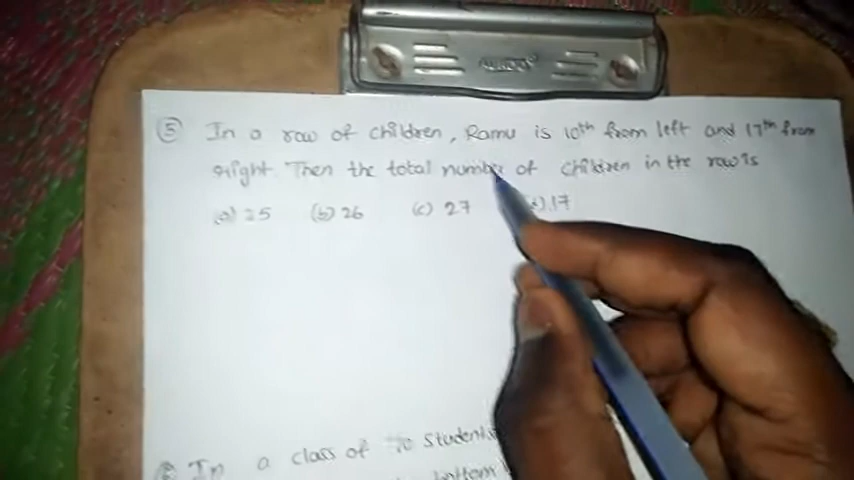 ⑤ In a row of children, Ramu is 10th from left and 17th from
right. Then the total number of children in the row is
(a) 25 (b) 26 (c) 27 (d) 17
In a class of 70 students
bottom